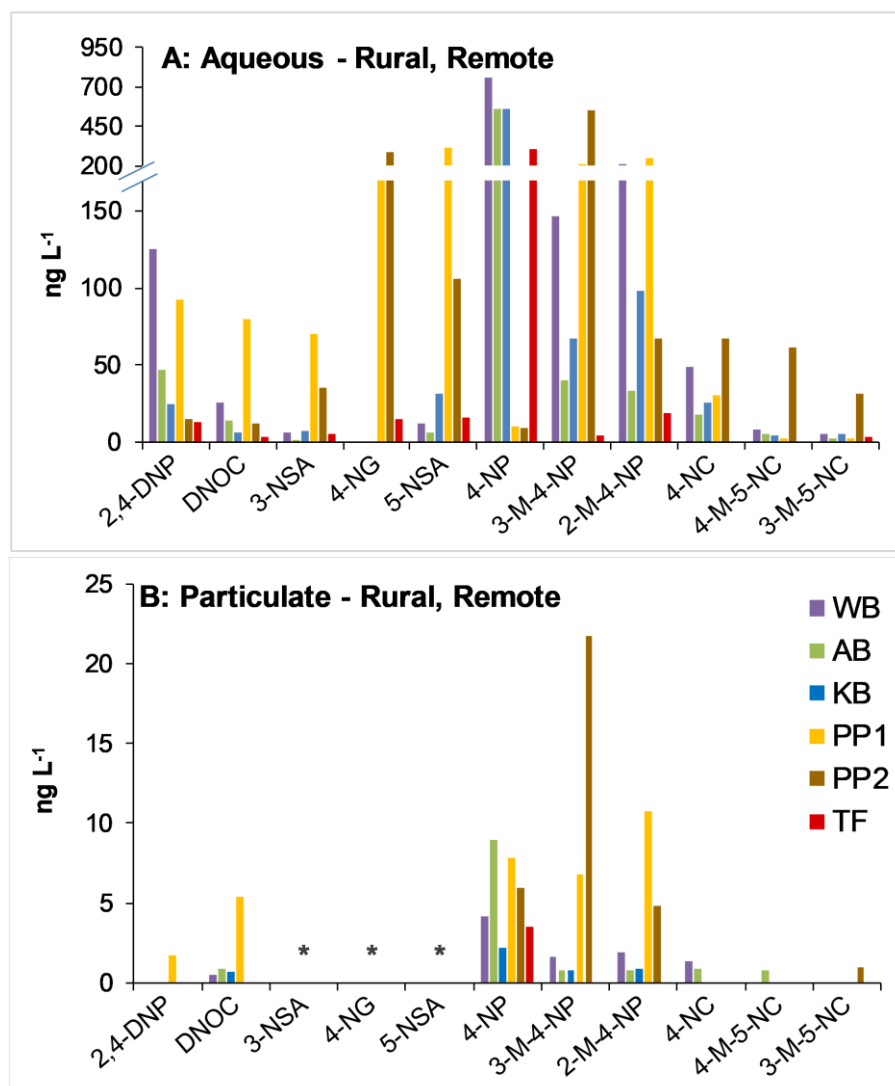 A: Aqueous - Rural, Remote
950
700
450
200
150
100
50
0
ng L-1
2,4-DNP
DNOC
3-NSA
4-NG
5-NSA
4-NP
3-M-4-NP
2-M-4-NP
4-NC
4-M-5-NC
3-M-5-NC
B: Particulate - Rural, Remote
25
20
15
10
5
0
ng L-1
* * *
WB
AB
KB
PP1
PP2
TF
2,4-DNP
DNOC
3-NSA
4-NG
5-NSA
4-NP
3-M-4-NP
2-M-4-NP
4-NC
4-M-5-NC
3-M-5-NC